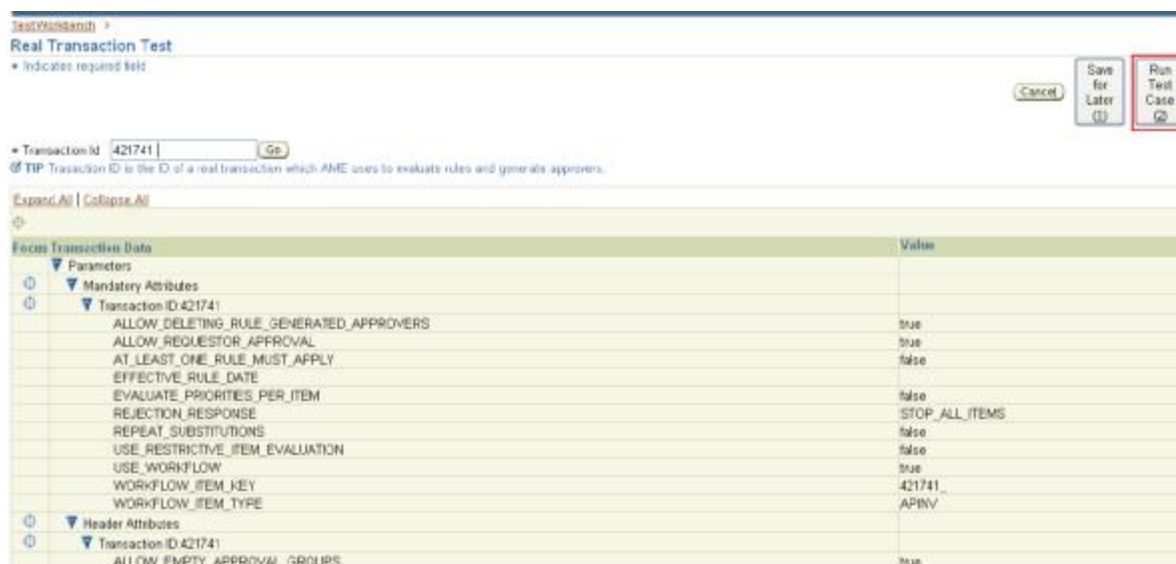 TestWorkbench >
Real Transaction Test
* Indicates required field
Cancel
Save for Later (1)
Run Test Case (2)
* Transaction Id 421741 Go
TIP Trasaction ID is the ID of a real transaction which AME uses to evaluate rules and generate approvers.
Expand All | Collapse All
Focus Transaction Data Value
Parameters
Mandatory Attributes
Transaction ID:421741
ALLOW_DELETING_RULE_GENERATED_APPROVERS true
ALLOW_REQUESTOR_APPROVAL true
AT_LEAST_ONE_RULE_MUST_APPLY false
EFFECTIVE_RULE_DATE
EVALUATE_PRIORITIES_PER_ITEM false
REJECTION_RESPONSE STOP_ALL_ITEMS
REPEAT_SUBSTITUTIONS false
USE_RESTRICTIVE_ITEM_EVALUATION false
USE_WORKFLOW true
WORKFLOW_ITEM_KEY 421741_
WORKFLOW_ITEM_TYPE APINV
Header Attributes
Transaction ID:421741
ALLOW_EMPTY_APPROVAL_GROUPS true